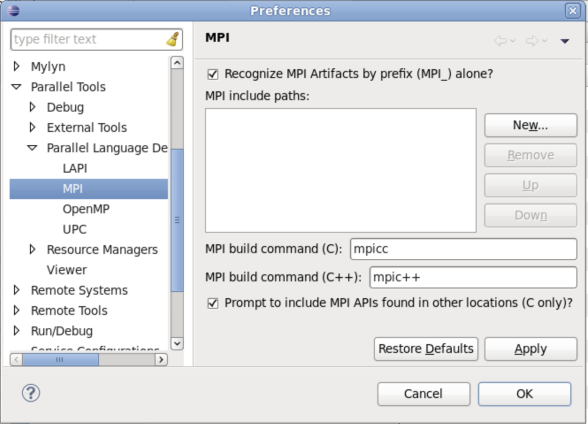 Preferences
type filter text
MPI
Mylyn
Parallel Tools
Debug
External Tools
Parallel Language De
LAPI
MPI
OpenMP
UPC
Resource Managers
Viewer
Remote Systems
Remote Tools
Run/Debug
Service Configurations
Recognize MPI Artifacts by prefix (MPI_) alone?
MPI include paths:
New...
Remove
Up
Down
MPI build command (C): mpicc
MPI build command (C++): mpic++
Prompt to include MPI APIs found in other locations (C only)?
Restore Defaults
Apply
?
Cancel
OK